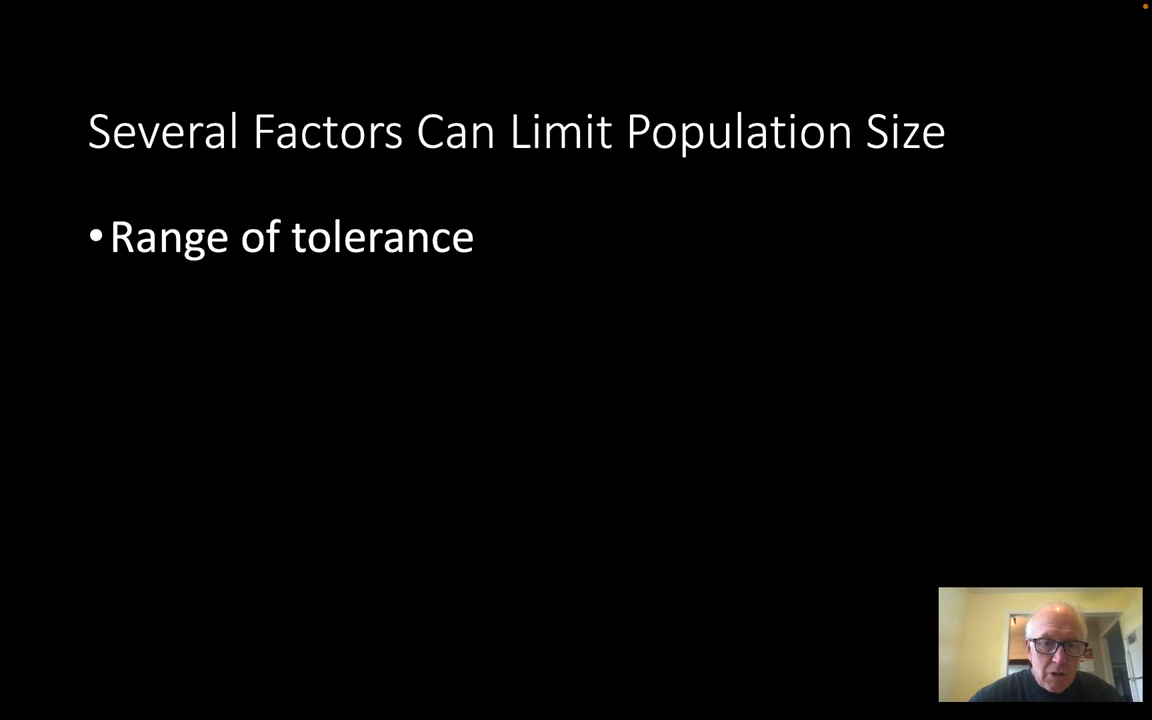 Several Factors Can Limit Population Size
•Range of tolerance